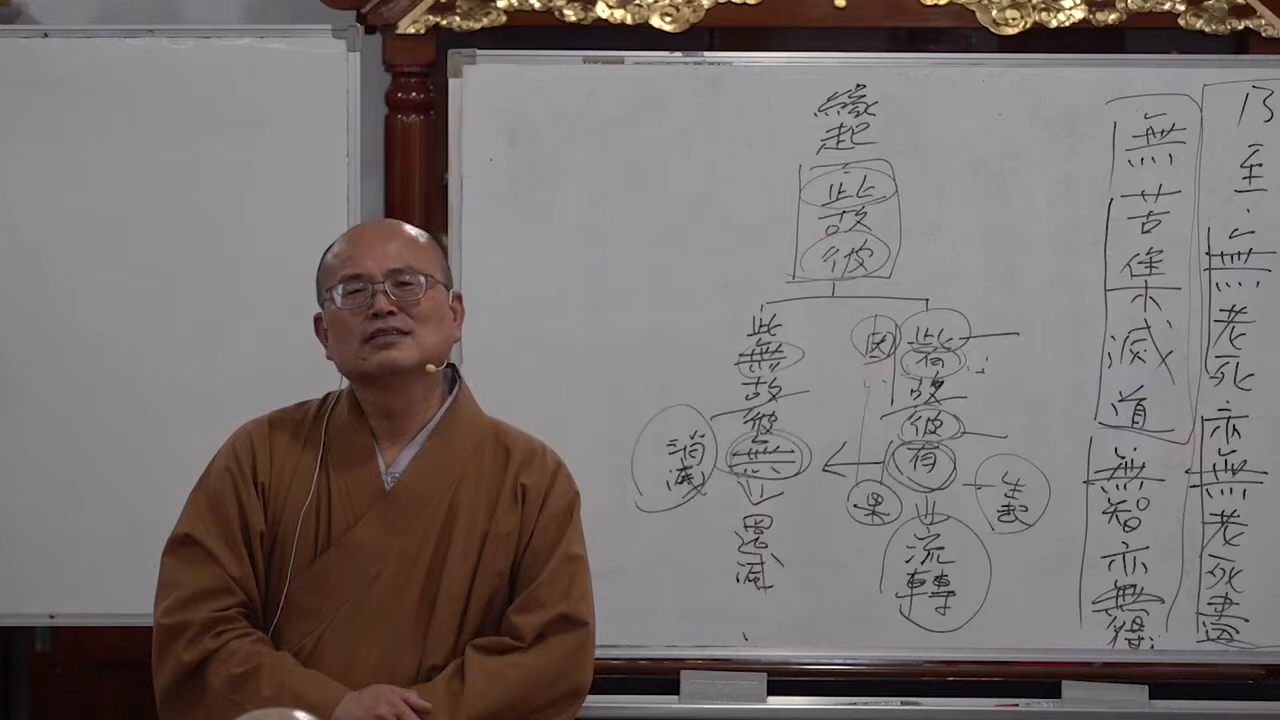 乃至無老死亦無老死盡
無苦集滅道
無智亦無得
緣起
此故彼
此有故彼有
因
果
生起
流轉
此無故彼無
消滅
還滅